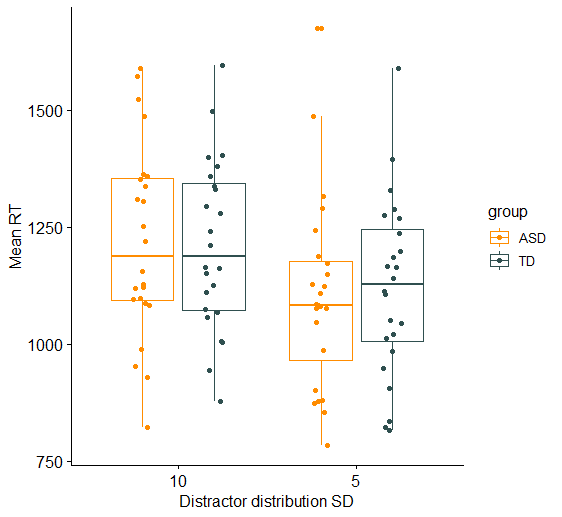 1500
1250
1000
750
Mean RT
10
5
Distractor distribution SD
group
ASD
TD